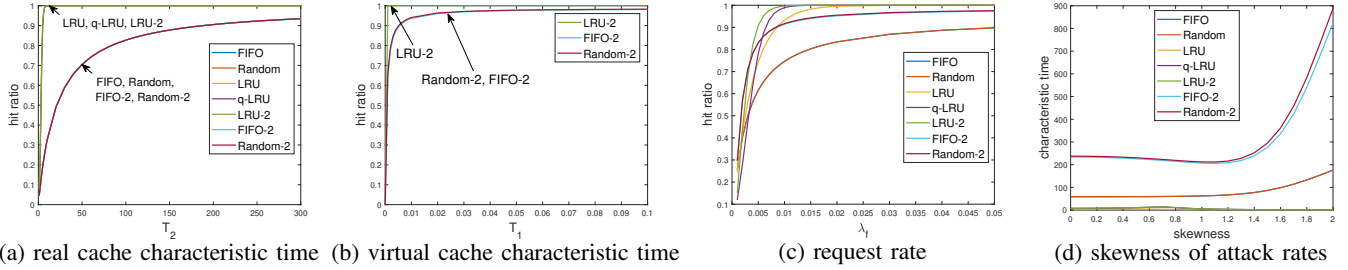 hit ratio
1
0.9
0.8
0.7
0.6
0.5
0.4
0.3
0.2
0.1
0
LRU, q-LRU, LRU-2
FIFO, Random,
FIFO-2, Random-2
FIFO
Random
LRU
q-LRU
LRU-2
FIFO-2
Random-2
0 50 100 150 200 250 300
T2
(a) real cache characteristic time
hit ratio
1
0.9
0.8
0.7
0.6
0.5
0.4
0.3
0.2
0.1
0
LRU-2
Random-2, FIFO-2
LRU-2
FIFO-2
Random-2
0 0.01 0.02 0.03 0.04 0.05 0.06 0.07 0.08 0.09 0.1
T1
(b) virtual cache characteristic time
hit ratio
1
0.9
0.8
0.7
0.6
0.5
0.4
0.3
0.2
0.1
FIFO
Random
LRU
q-LRU
LRU-2
FIFO-2
Random-2
0 0.005 0.01 0.015 0.02 0.025 0.03 0.035 0.04 0.045 0.05
λf
(c) request rate
characteristic time
900
800
700
600
500
400
300
200
100
0
FIFO
Random
LRU
q-LRU
LRU-2
FIFO-2
Random-2
0 0.2 0.4 0.6 0.8 1 1.2 1.4 1.6 1.8 2
skewness
(d) skewness of attack rates